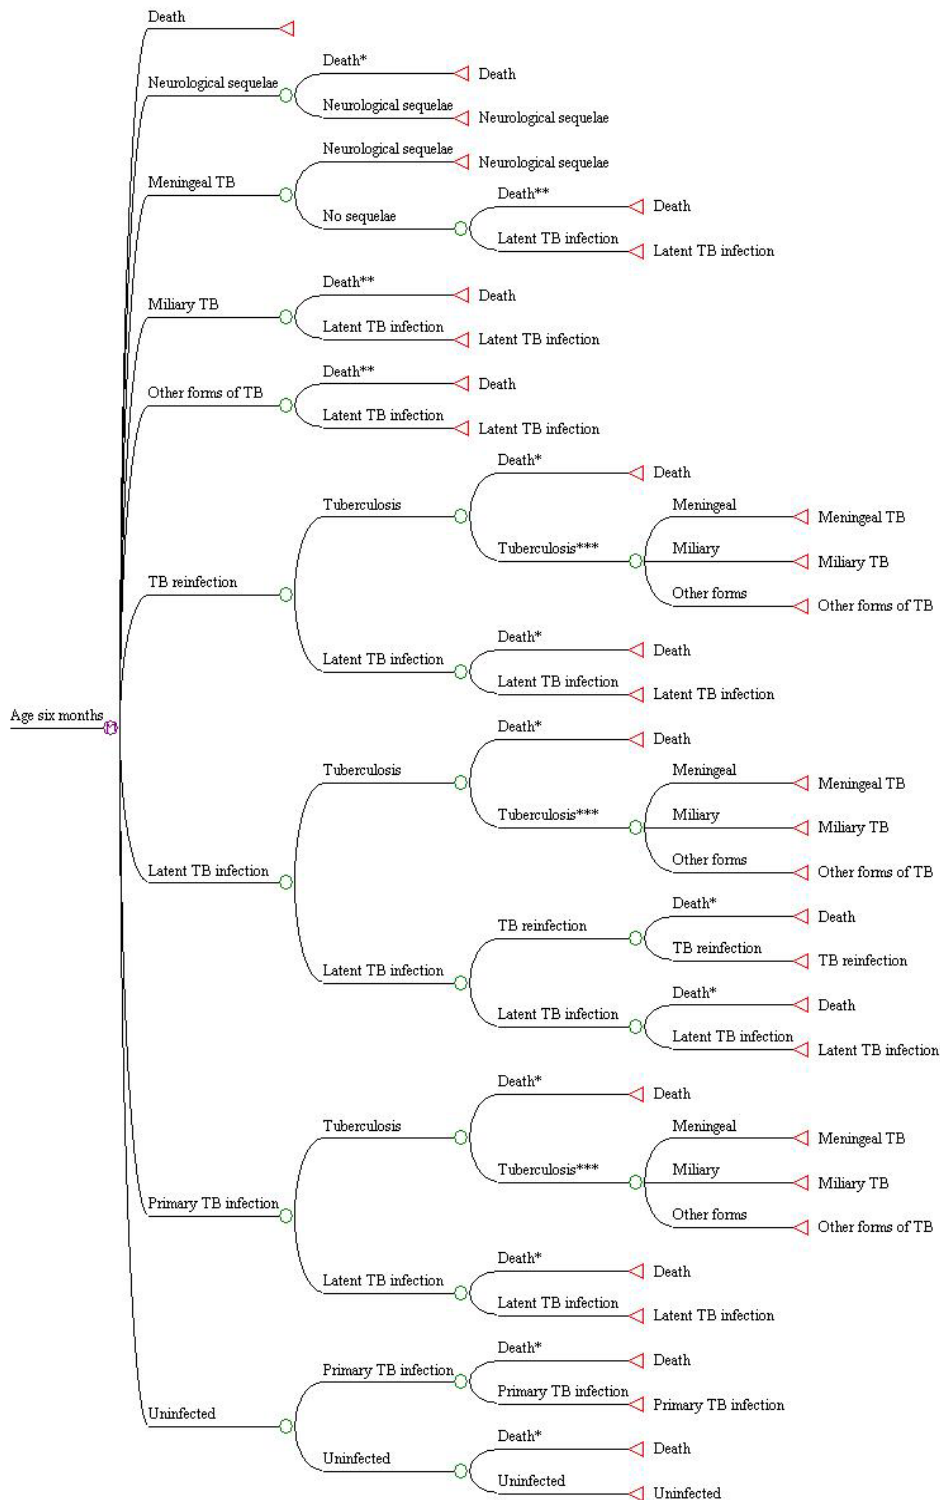 Death
Death*
Death
Neurological sequelae
Neurological sequelae
Neurological sequelae
Neurological sequelae
Neurological sequelae
Meningeal TB
Death**
Death
No sequelae
Latent TB infection
Latent TB infection
Death**
Death
Miliary TB
Latent TB infection
Latent TB infection
Death**
Death
Other forms of TB
Latent TB infection
Latent TB infection
Death*
Death
Tuberculosis
Meningeal
Meningeal TB
Tuberculosis***
Miliary
Miliary TB
TB reinfection
Other forms
Other forms of TB
Death*
Death
Latent TB infection
Latent TB infection
Latent TB infection
Age six months
M
Death*
Death
Tuberculosis
Meningeal
Meningeal TB
Tuberculosis***
Miliary
Miliary TB
Latent TB infection
Other forms
Other forms of TB
Death*
Death
TB reinfection
TB reinfection
TB reinfection
Latent TB infection
Death*
Death
Latent TB infection
Latent TB infection
Latent TB infection
Death*
Death
Tuberculosis
Meningeal
Meningeal TB
Tuberculosis***
Miliary
Miliary TB
Primary TB infection
Other forms
Other forms of TB
Death*
Death
Latent TB infection
Latent TB infection
Latent TB infection
Death*
Death
Primary TB infection
Primary TB infection
Primary TB infection
Uninfected
Death*
Death
Uninfected
Uninfected
Uninfected